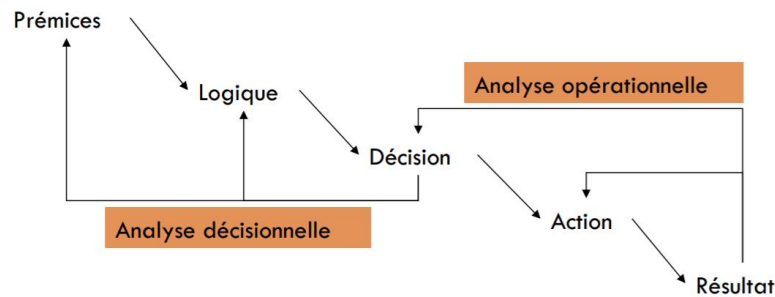 Prémices
Logique
Analyse opérationnelle
Décision
Analyse décisionnelle
Action
Résultat